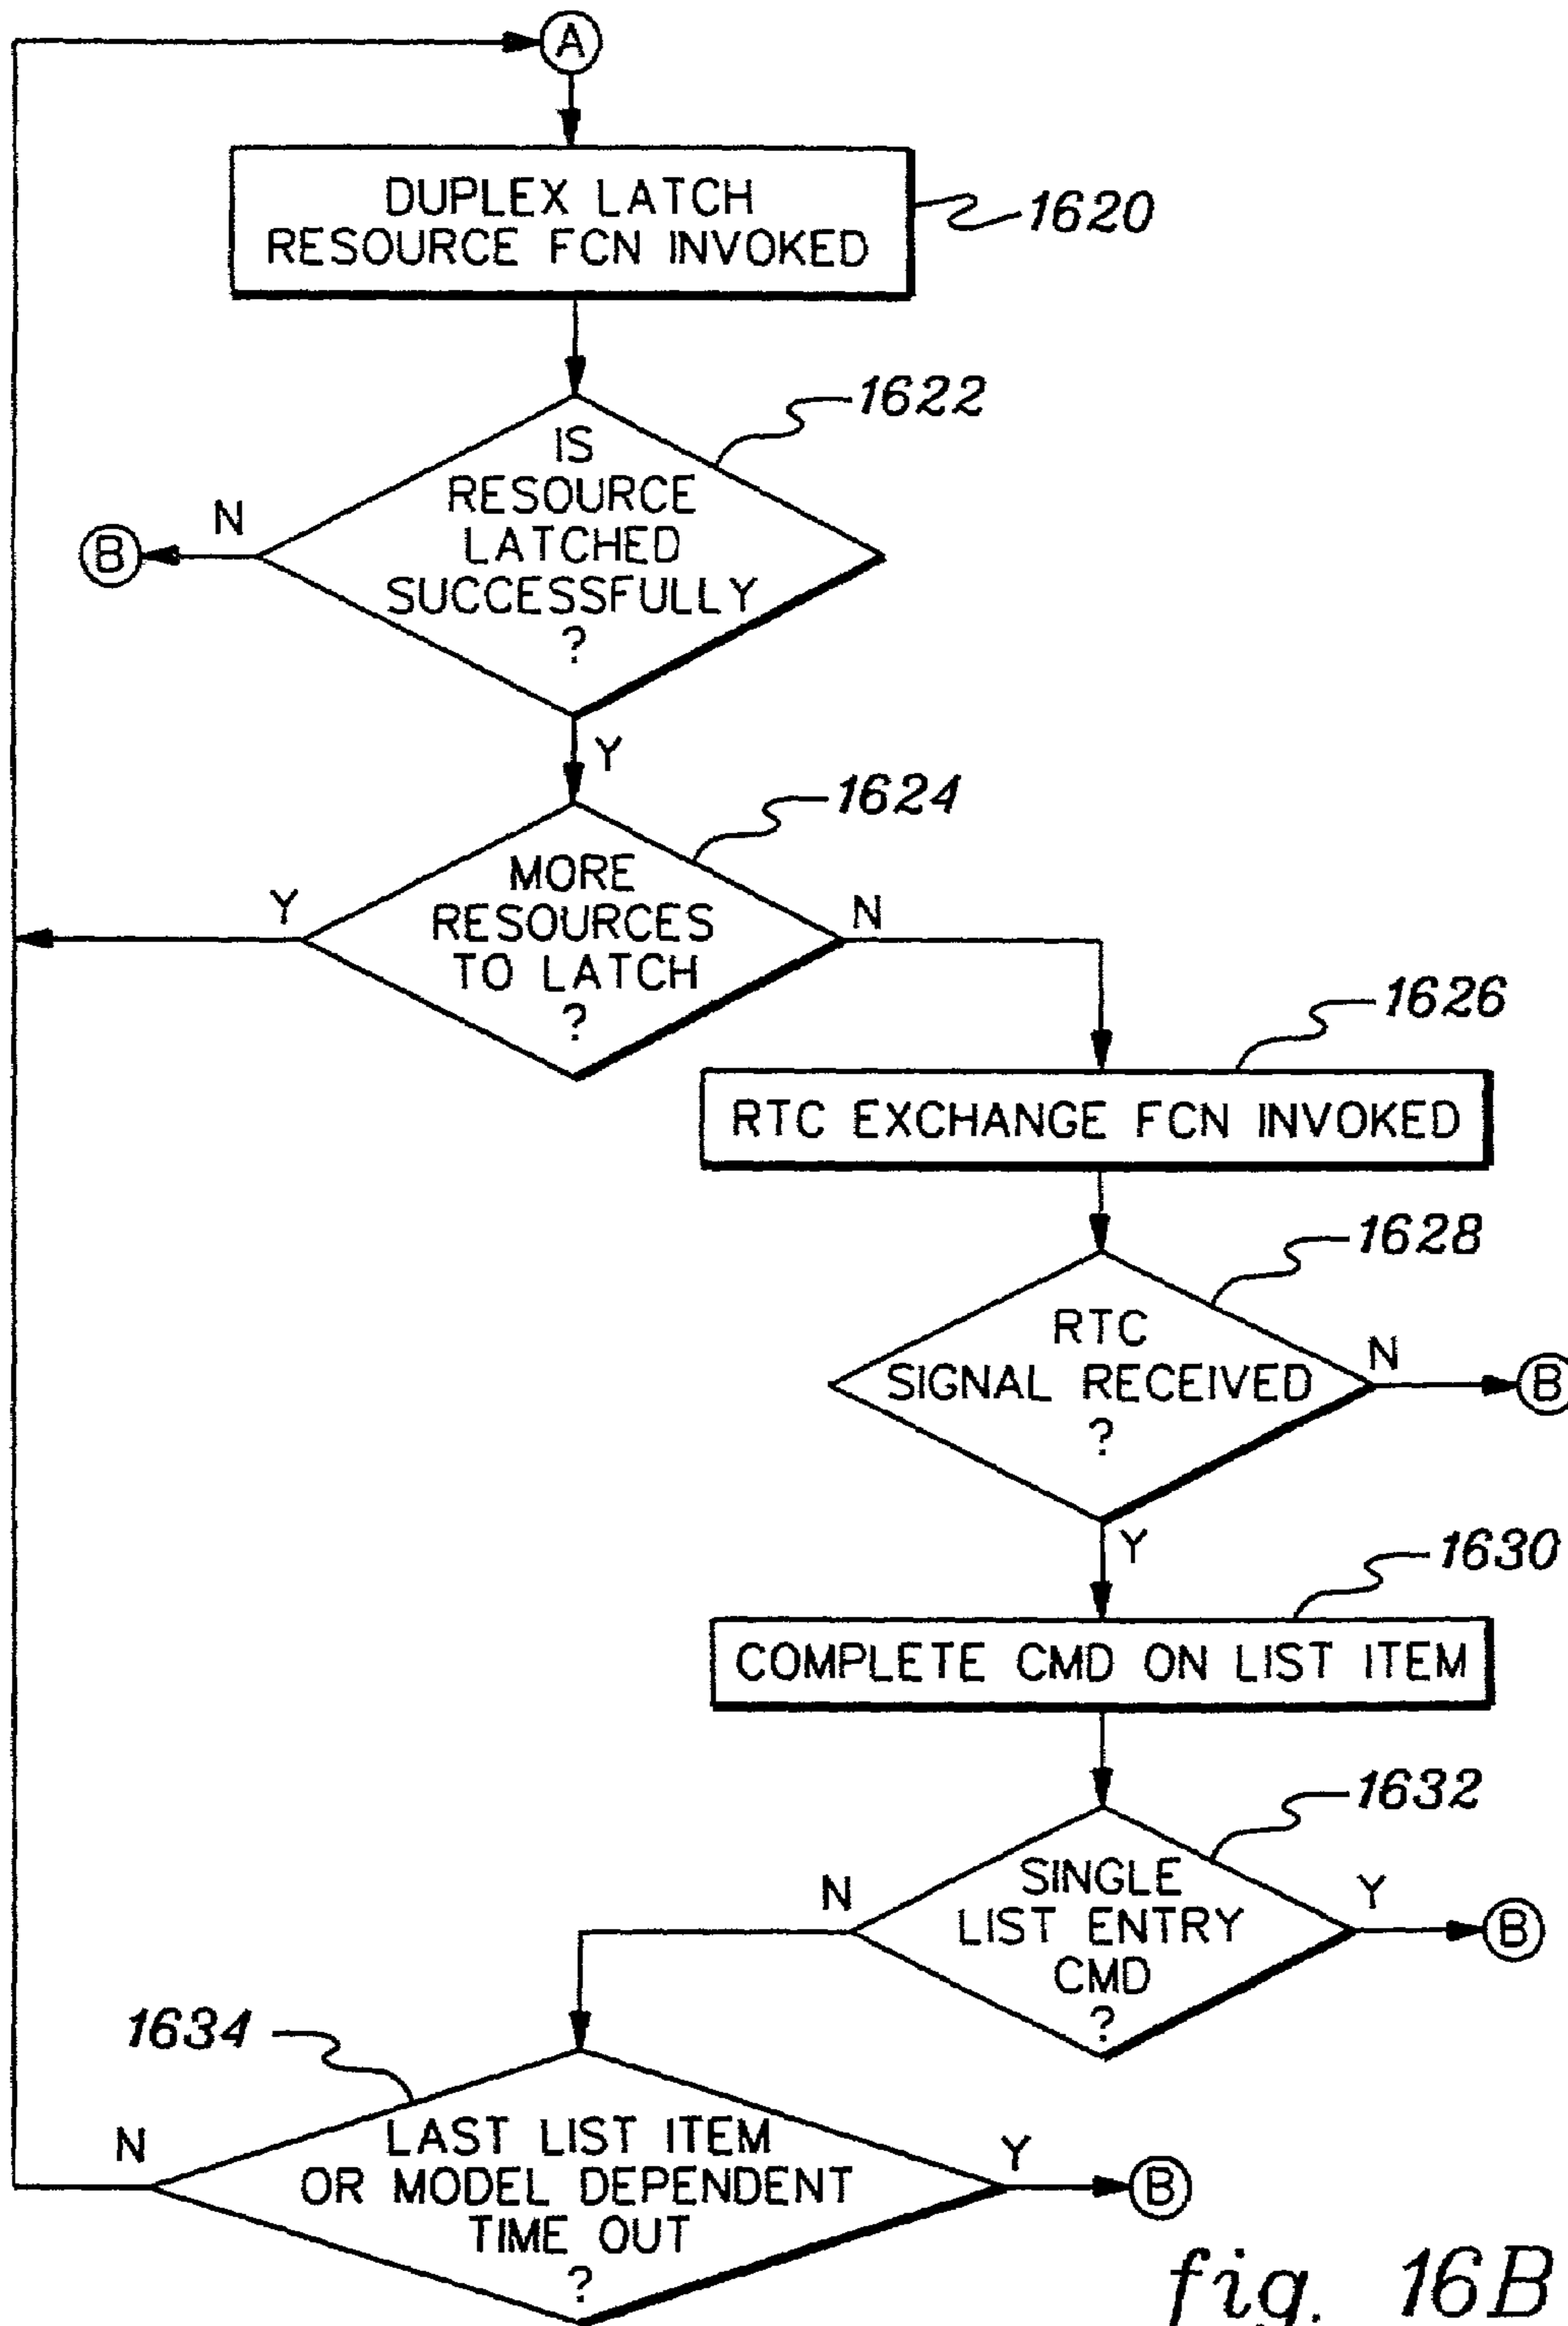 A
DUPLEX LATCH
RESOURCE FCN INVOKED
1620
1622
IS
RESOURCE
LATCHED
SUCCESSFULLY
?
N
B
Y
1624
MORE
RESOURCES
TO LATCH
?
Y
N
1626
RTC EXCHANGE FCN INVOKED
1628
RTC
SIGNAL RECEIVED
?
N
B
Y
1630
COMPLETE CMD ON LIST ITEM
1632
SINGLE
LIST ENTRY
CMD
?
N
Y
B
1634
LAST LIST ITEM
OR MODEL DEPENDENT
TIME OUT
?
N
Y
B
fig. 16B